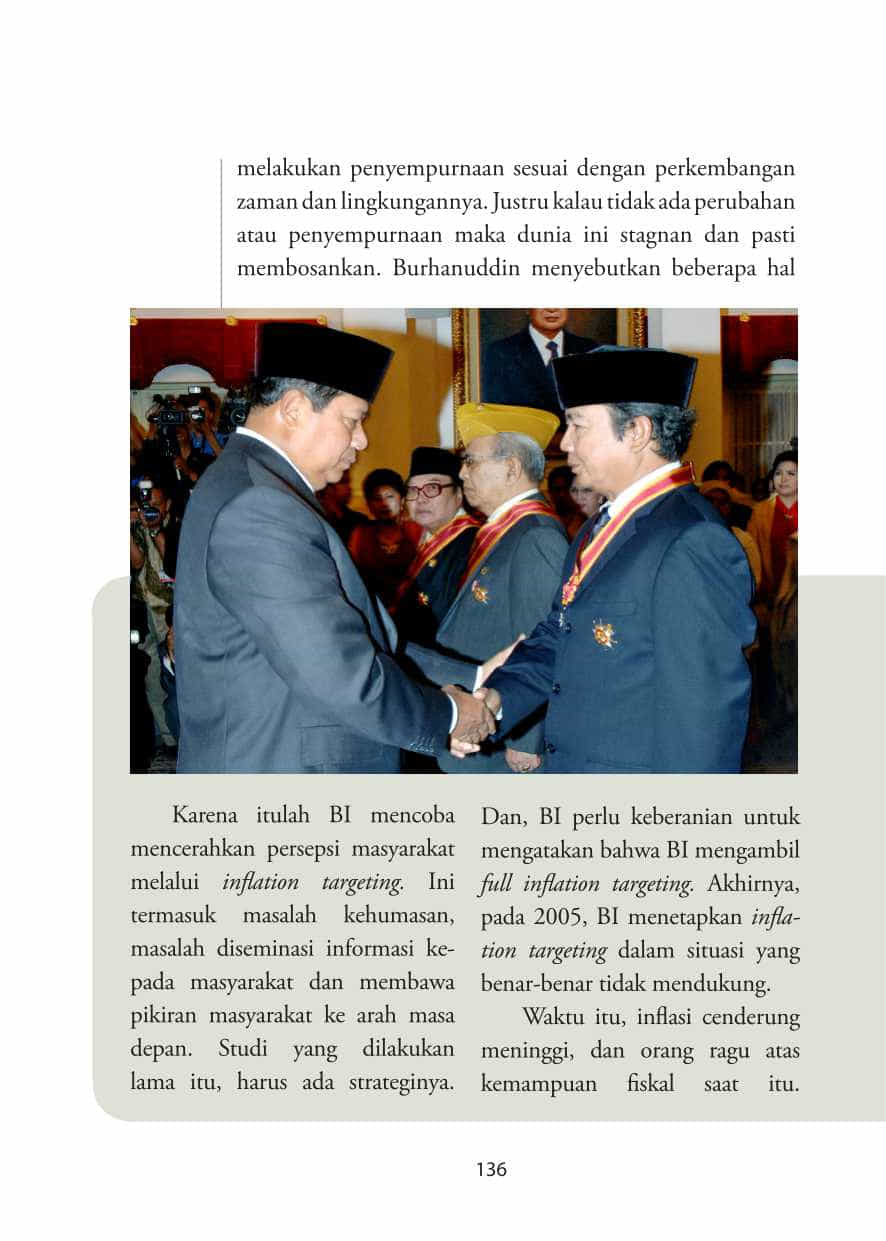 melakukan penyempurnaan sesuai dengan perkembangan
zaman dan lingkungannya. Justru kalau tidak ada perubahan
atau penyempurnaan maka dunia ini stagnan dan pasti
membosankan. Burhanuddin menyebutkan beberapa hal
Karena itulah BI mencoba
mencerahkan persepsi masyarakat
melalui inflation targeting. Ini
termasuk masalah kehumasan,
masalah diseminasi informasi ke-
pada masyarakat dan membawa
pikiran masyarakat ke arah masa
depan. Studi yang dilakukan
lama itu, harus ada strateginya.
Dan, BI perlu keberanian untuk
mengatakan bahwa BI mengambil
full inflation targeting. Akhirnya,
pada 2005, BI menetapkan infla-
tion targeting dalam situasi yang
benar-benar tidak mendukung.
Waktu itu, inflasi cenderung
meninggi, dan orang ragu atas
kemampuan fiskal saat itu.
136